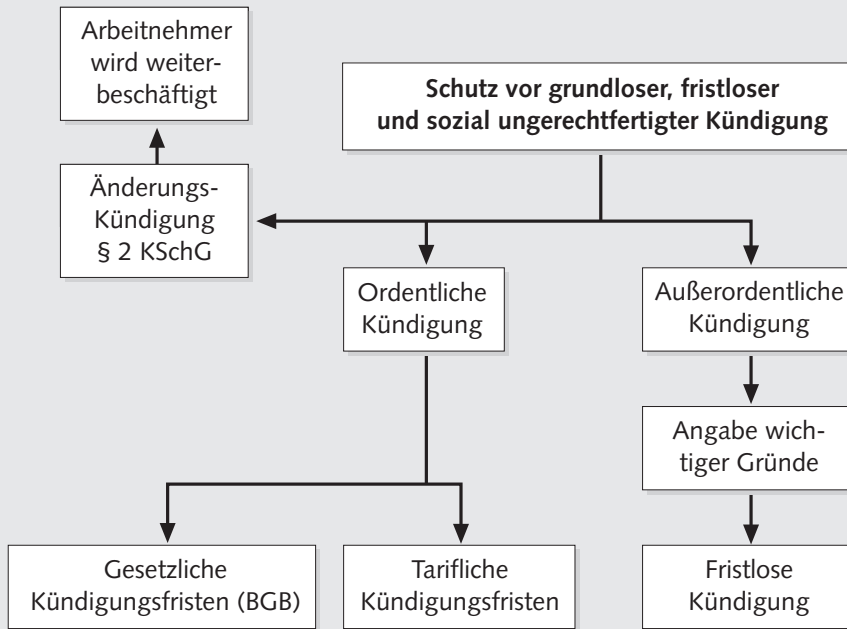 Arbeitnehmer
wird weiter-
beschäftigt
Schutz vor grundloser, fristloser
und sozial ungerechtfertigter Kündigung
Änderungs-
Kündigung
§ 2 KSchG
Ordentliche
Kündigung
Außerordentliche
Kündigung
Angabe wich-
tiger Gründe
Gesetzliche
Kündigungsfristen (BGB)
Tarifliche
Kündigungsfristen
Fristlose
Kündigung